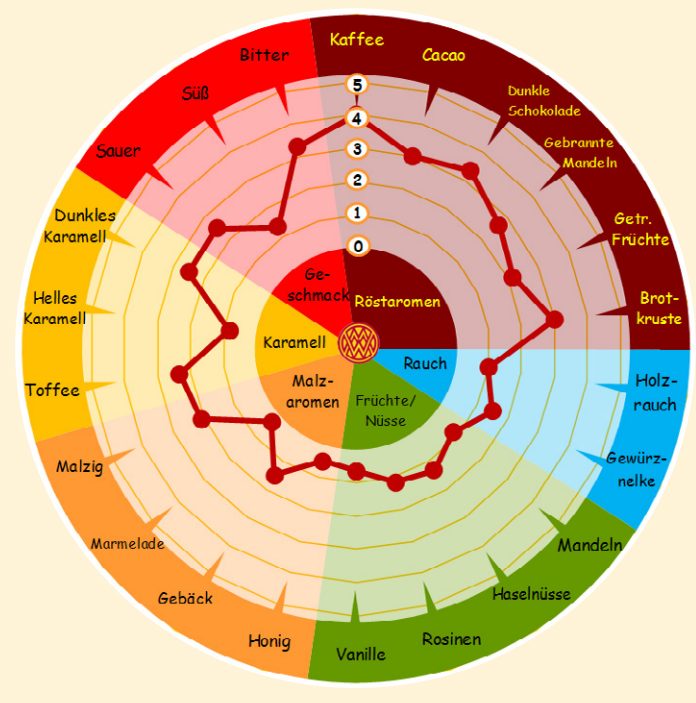 Kaffee
Bitter
Cacao
Süß
Dunkle
Schokolade
Sauer
Gebrannte
Mandeln
5
4
3
2
1
0
Dunkles
Karamell
Getr.
Früchte
Ge-
schmack
Röstaromen
Helles
Karamell
Brot-
kruste
Karamell
Rauch
Malz-
aromen
Früchte/
Nüsse
Toffee
Holz-
rauch
Malzig
Gewürz-
nelke
Marmelade
Mandeln
Gebäck
Haselnüsse
Honig
Vanille
Rosinen